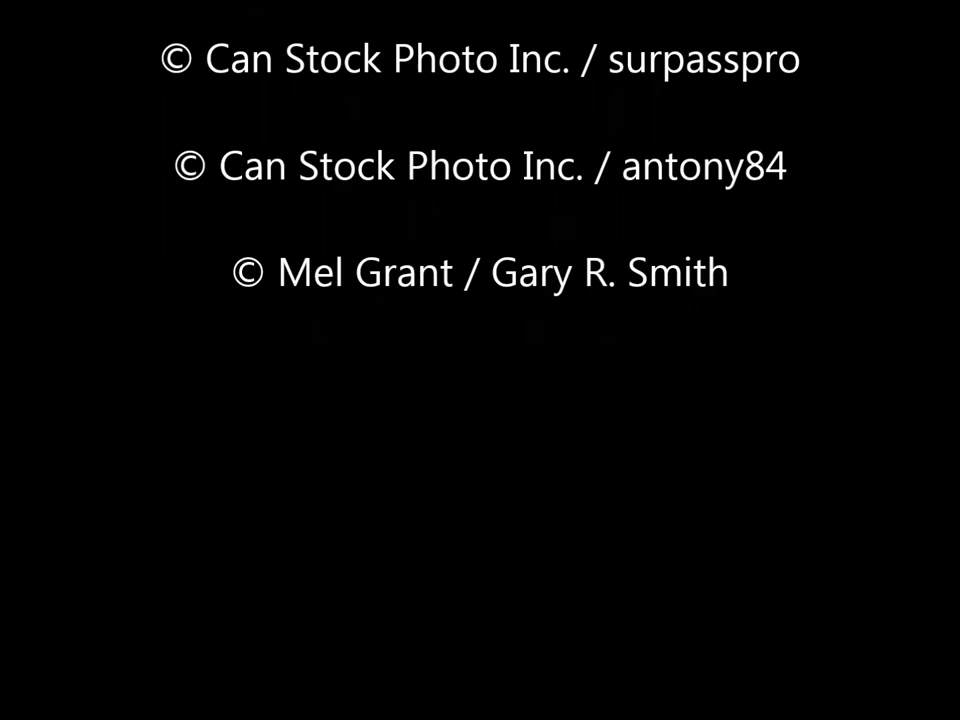 © Can Stock Photo Inc. / surpasspro
© Can Stock Photo Inc. / antony84
© Mel Grant / Gary R. Smith